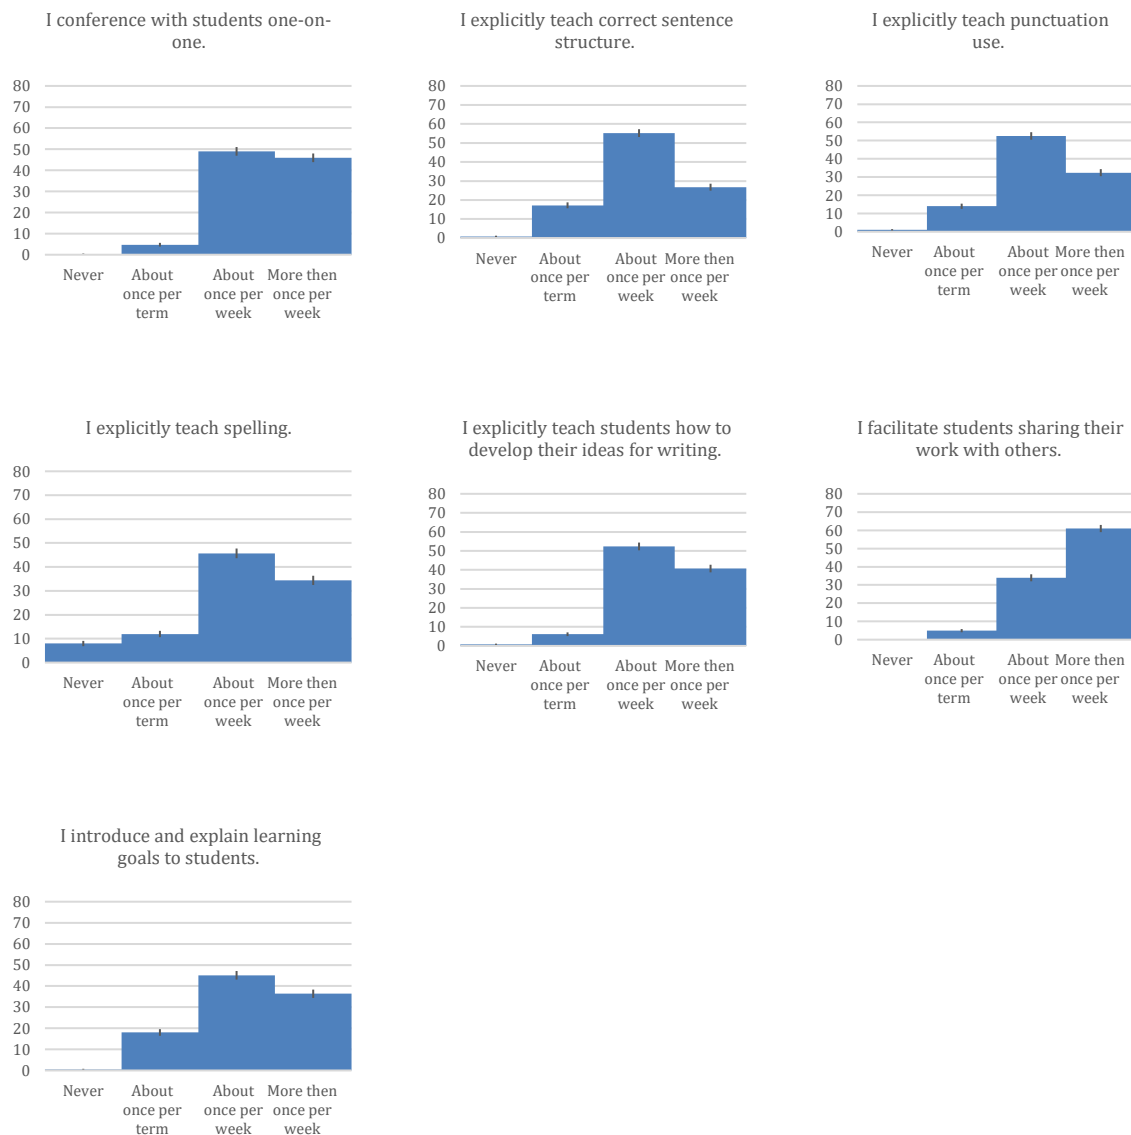 I conference with students one-on-
one.
80
70
60
50
40
30
20
10
0
Never
About
once per
term
About
once per
week
More then
once per
week
I explicitly teach correct sentence
structure.
80
70
60
50
40
30
20
10
0
Never
About
once per
term
About
once per
week
More then
once per
week
I explicitly teach punctuation
use.
80
70
60
50
40
30
20
10
0
Never
About
once per
term
About
once per
week
More then
once per
week
I explicitly teach spelling.
80
70
60
50
40
30
20
10
0
Never
About
once per
term
About
once per
week
More then
once per
week
I explicitly teach students how to
develop their ideas for writing.
80
70
60
50
40
30
20
10
0
Never
About
once per
term
About
once per
week
More then
once per
week
I facilitate students sharing their
work with others.
80
70
60
50
40
30
20
10
0
Never
About
once per
term
About
once per
week
More then
once per
week
I introduce and explain learning
goals to students.
80
70
60
50
40
30
20
10
0
Never
About
once per
term
About
once per
week
More then
once per
week